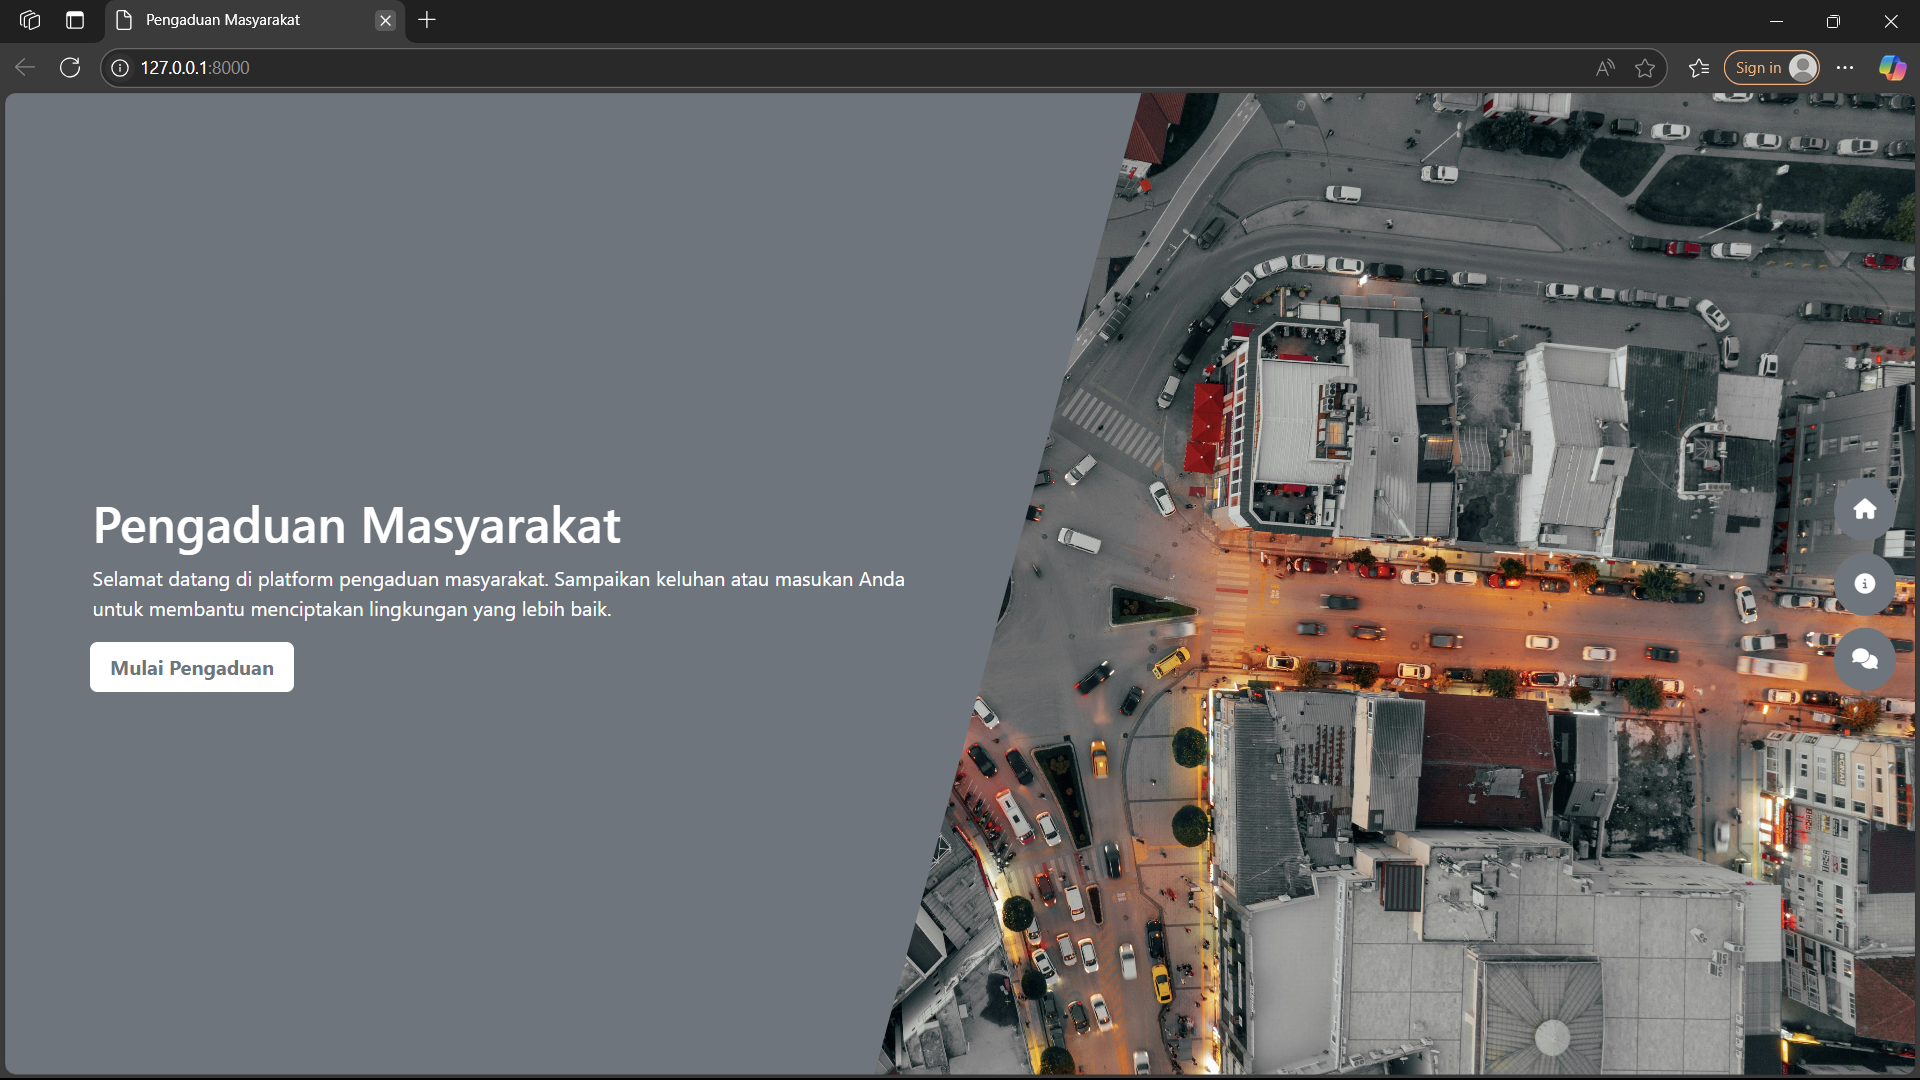 Pengaduan Masyarakat
127.0.0.1:8000
Sign in
Pengaduan Masyarakat
Selamat datang di platform pengaduan masyarakat. Sampaikan keluhan atau masukan Anda
untuk membantu menciptakan lingkungan yang lebih baik.
Mulai Pengaduan